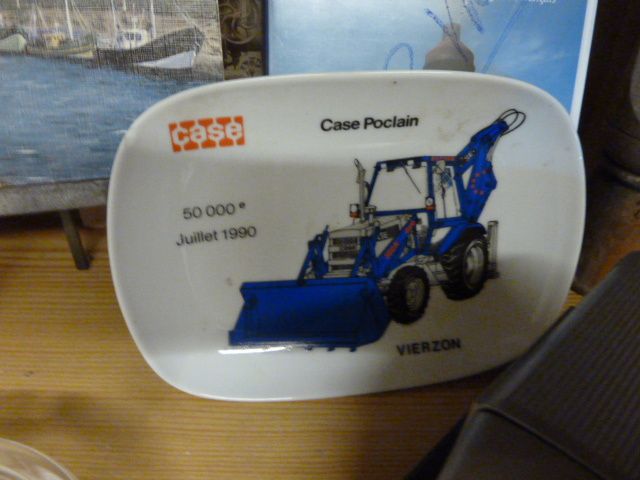 case
Case Poclain
50 000 e
Juillet 1990
VIERZON